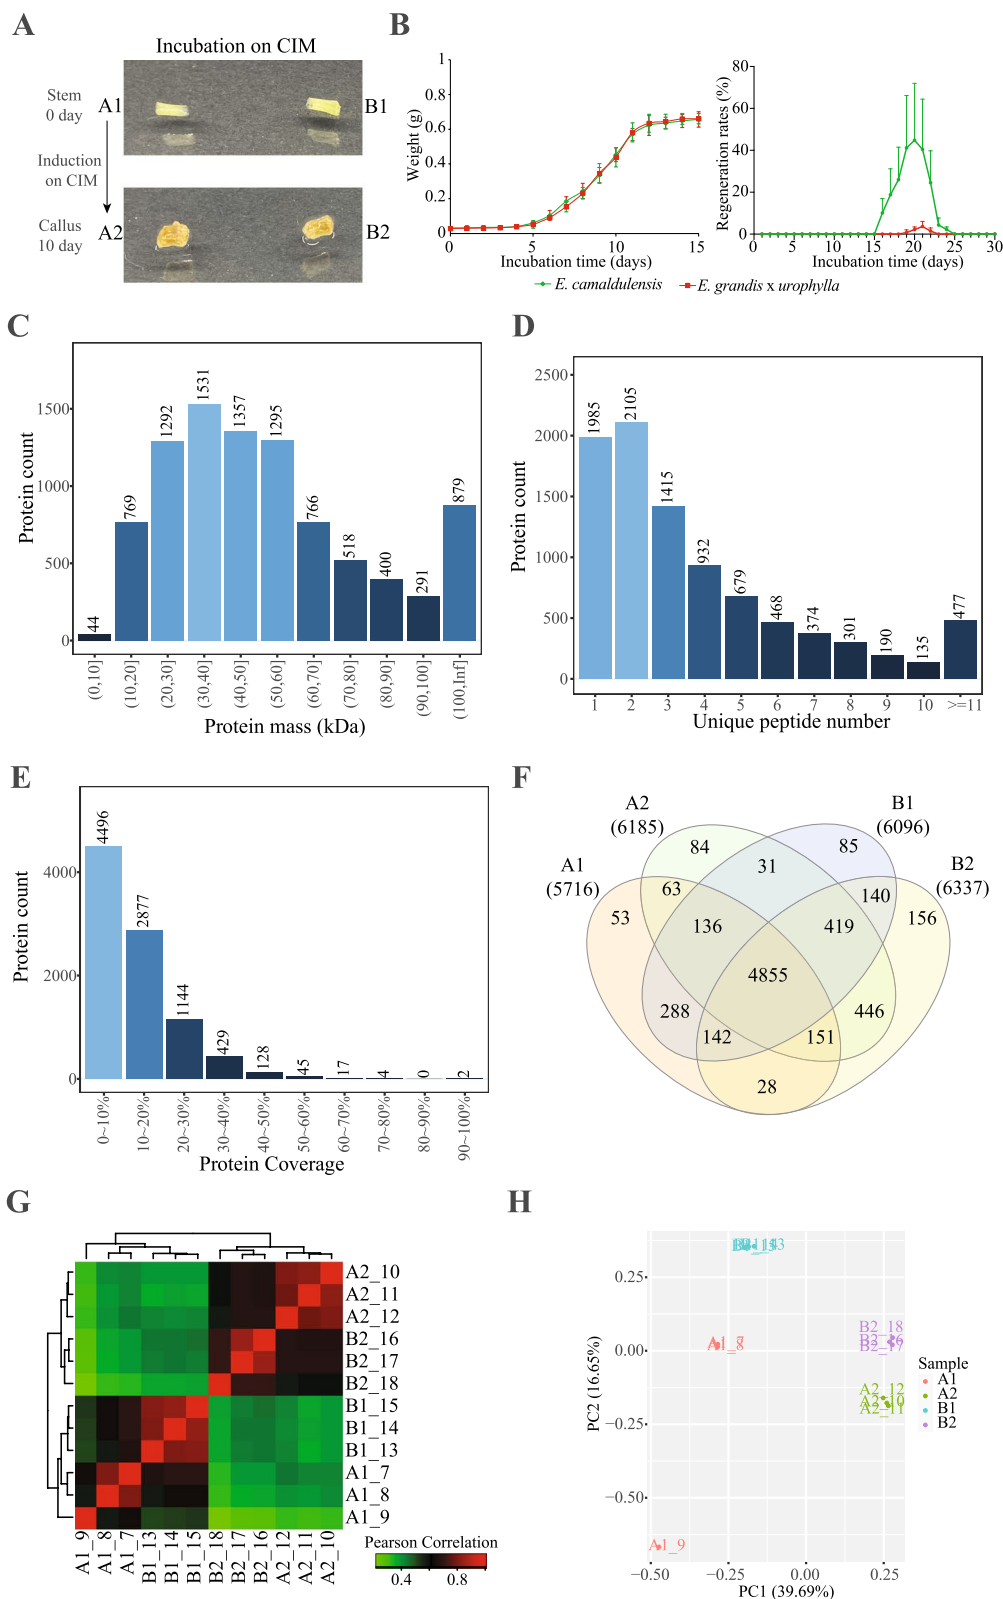 A
Incubation on CIM
Stem
0 day
A1
B1
Induction
on CIM
Callus
10 day
A2
B2
B
Weight (g)
1
0.8
0.6
0.4
0.2
0
0 5 10 15
Incubation time (days)
Regeneration rates (%)
80
60
40
20
0
0 5 10 15 20 25 30
Incubation time (days)
E. camaldulensis
E. grandis x urophylla
C
Protein count
1500
1000
500
0
44 769 1292 1531 1357 1295 766 518 400 291 879
(0,10] (10,20] (20,30] (30,40] (40,50] (50,60] (60,70] (70,80] (80,90] (90,100] (100,Inf]
Protein mass (kDa)
D
Protein count
2500
2000
1500
1000
500
0
1985 2105 1415 932 679 468 374 301 190 135 477
1 2 3 4 5 6 7 8 9 10 >=11
Unique peptide number
E
Protein count
4000
2000
0
4496 2877 1144 429 128 45 17 4 0 2
0~10% 10~20% 20~30% 30~40% 40~50% 50~60% 60~70% 70~80% 80~90% 90~100%
Protein Coverage
F
A2
(6185)
B1
(6096)
A1
(5716)
B2
(6337)
84 31 85
63 140
53 136 419 156
4855
288 446
142 151
28
G
A2_10
A2_11
A2_12
B2_16
B2_17
B2_18
B1_15
B1_14
B1_13
A1_7
A1_8
A1_9
A1_9 A1_8 A1_7 B1_13 B1_14 B1_15 B2_18 B2_17 B2_16 A2_12 A2_11 A2_10
Pearson Correlation
0.4 0.8
H
PC2 (16.65%)
0.25
0.00
−0.25
−0.50
A1_7
A1_8
B2_18
B2_16
B2_17
A2_12
A2_10
A2_11
A1_9
−0.50 −0.25 0.00 0.25
PC1 (39.69%)
Sample
A1
A2
B1
B2